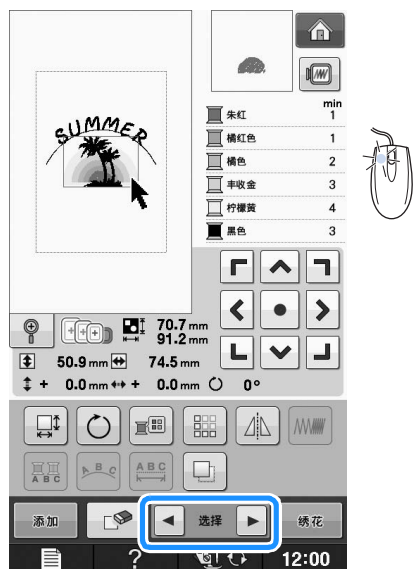 SUMMER
min
朱红 1
橘红色 1
橘色 2
丰收金 3
柠檬黄 4
黑色 3
70.7 mm
91.2 mm
50.9 mm 74.5 mm
+ 0.0 mm + 0.0 mm 0°
A B C A B C A B C
添加 选择 绣花
? 12:00